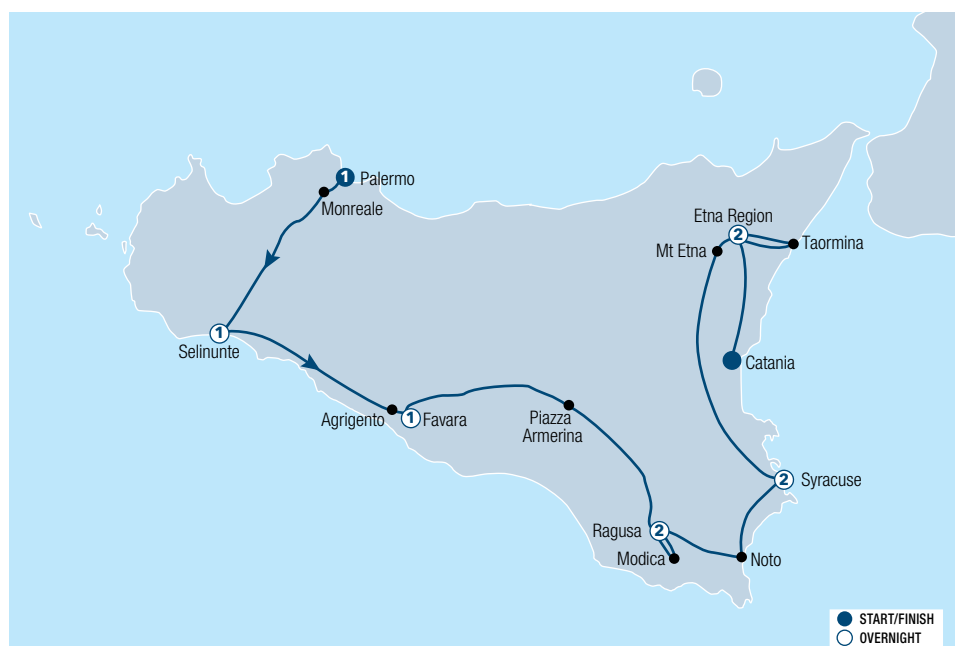 1
Palermo
Monreale
Etna Region
2
Taormina
Mt Etna
1
Selinunte
Catania
Agrigento
1
Favara
Piazza
Armerina
2
Syracuse
Ragusa
2
Modica
Noto
START/FINISH
OVERNIGHT